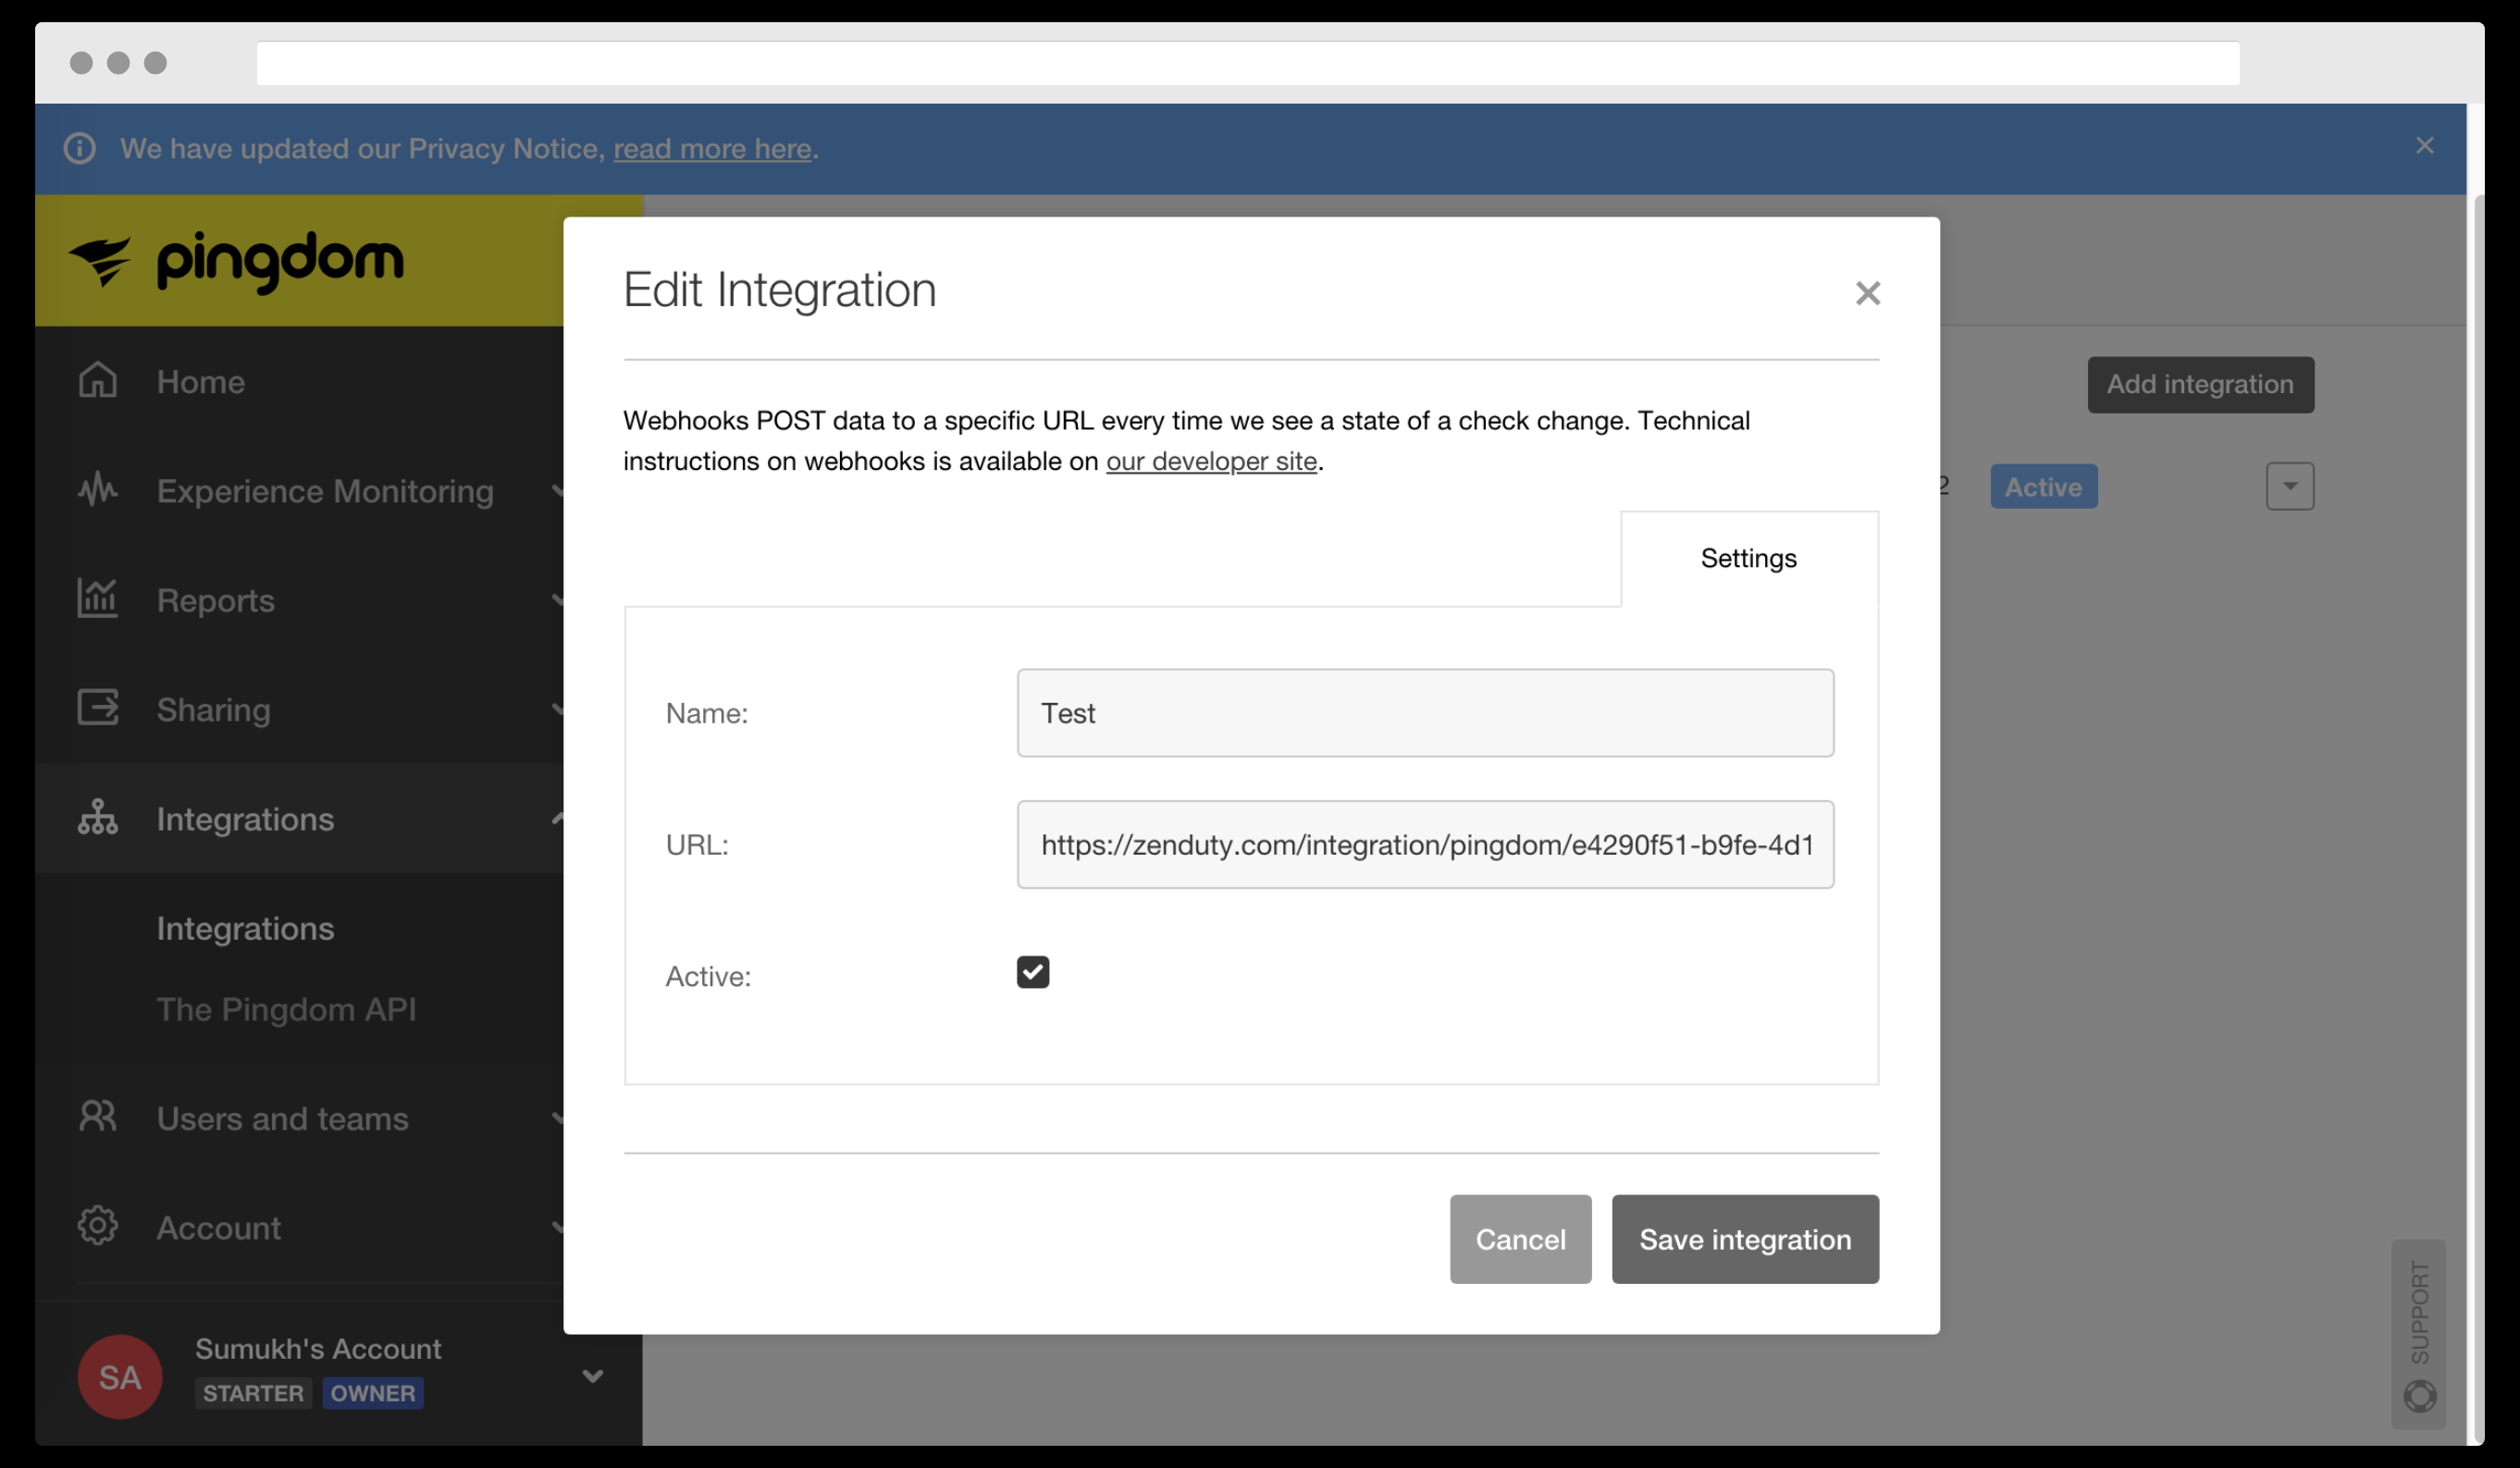 We have updated our Privacy Notice, read more here.
pingdom
Home
Experience Monitoring
Reports
Sharing
Integrations
Integrations
The Pingdom API
Users and teams
Account
Sumukh's Account
SA
STARTER OWNER
Edit Integration
Webhooks POST data to a specific URL every time we see a state of a check change. Technical
instructions on webhooks is available on our developer site.
Settings
Name: Test
URL: https://zenduty.com/integration/pingdom/e4290f51-b9fe-4d1
Active:
Cancel Save integration
Add integration
2 Active
SUPPORT